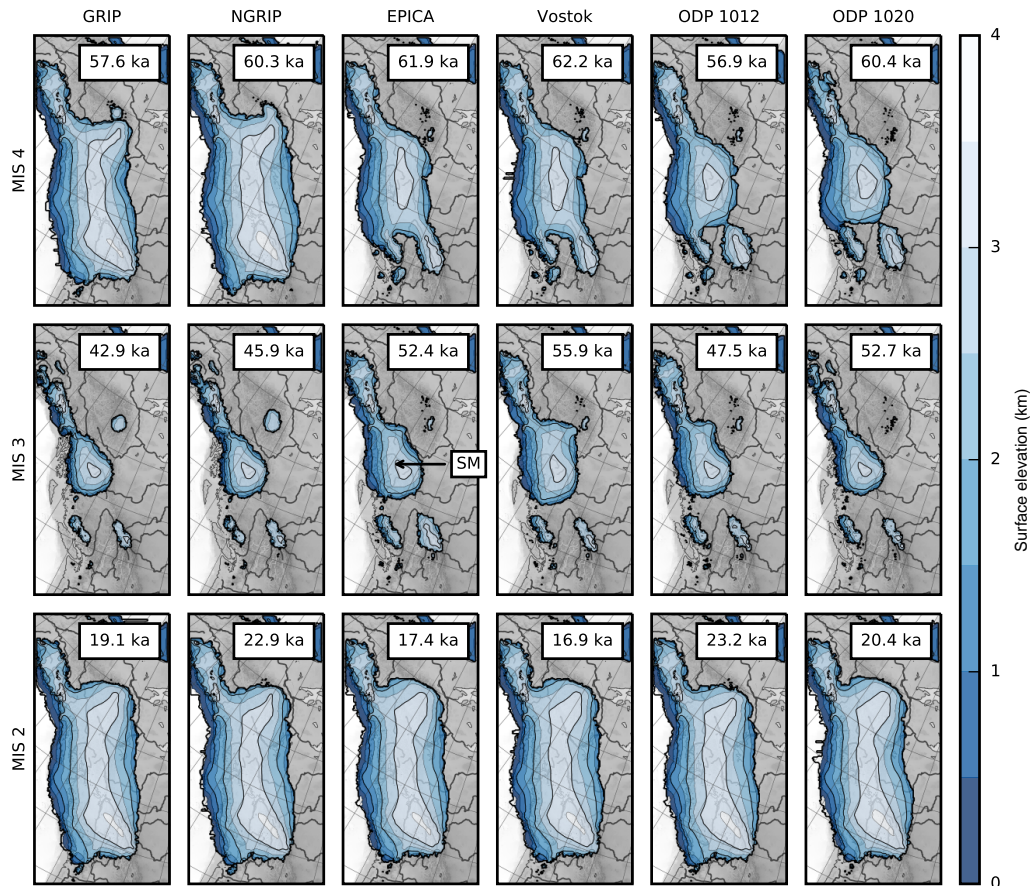 GRIP NGRIP EPICA Vostok ODP 1012 ODP 1020
MIS 4
57.6 ka 60.3 ka 61.9 ka 62.2 ka 56.9 ka 60.4 ka
MIS 3
42.9 ka 45.9 ka 52.4 ka 55.9 ka 47.5 ka 52.7 ka
SM
MIS 2
19.1 ka 22.9 ka 17.4 ka 16.9 ka 23.2 ka 20.4 ka
4
3
2
1
0
Surface elevation (km)